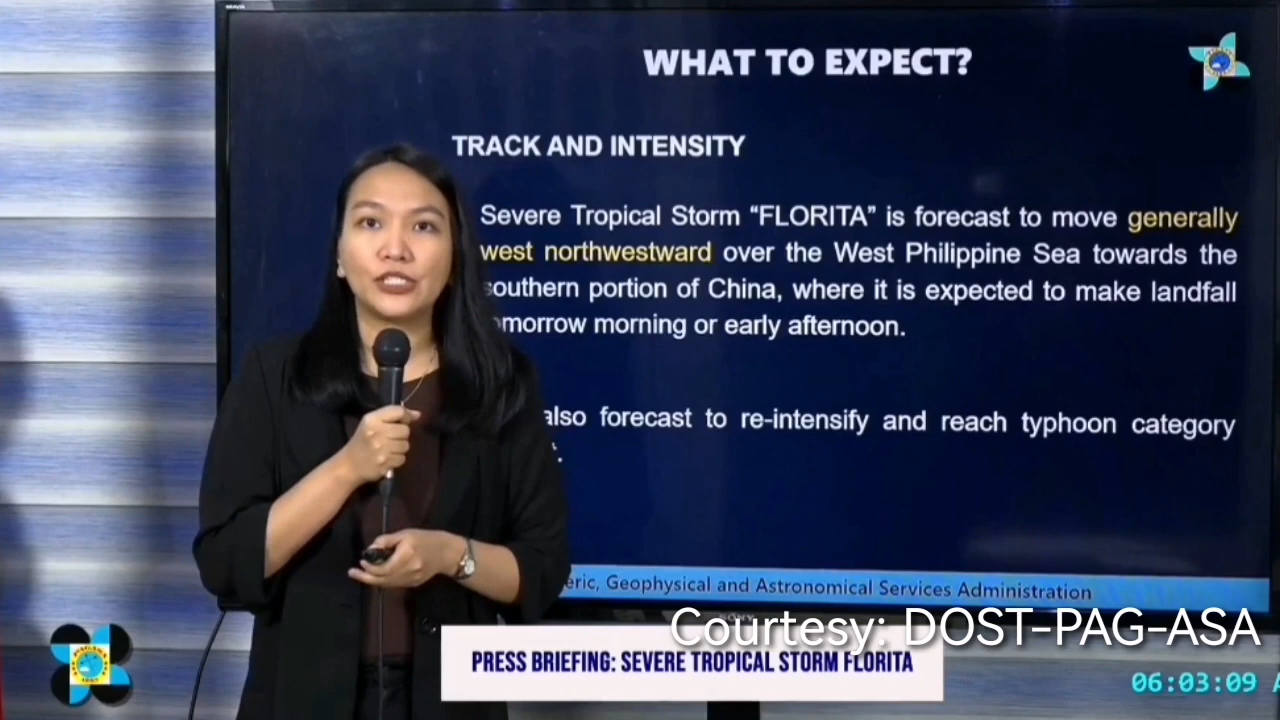 WHAT TO EXPECT?
TRACK AND INTENSITY
Severe Tropical Storm “FLORITA” is forecast to move generally
west northwestward over the West Philippine Sea towards the
southern portion of China, where it is expected to make landfall
omorrow morning or early afternoon.
also forecast to re-intensify and reach typhoon category
eric, Geophysical and Astronomical Services Administration
SONY
Courtesy: DOST-PAG-ASA
PRESS BRIEFING: SEVERE TROPICAL STORM FLORITA
06:03:09 A